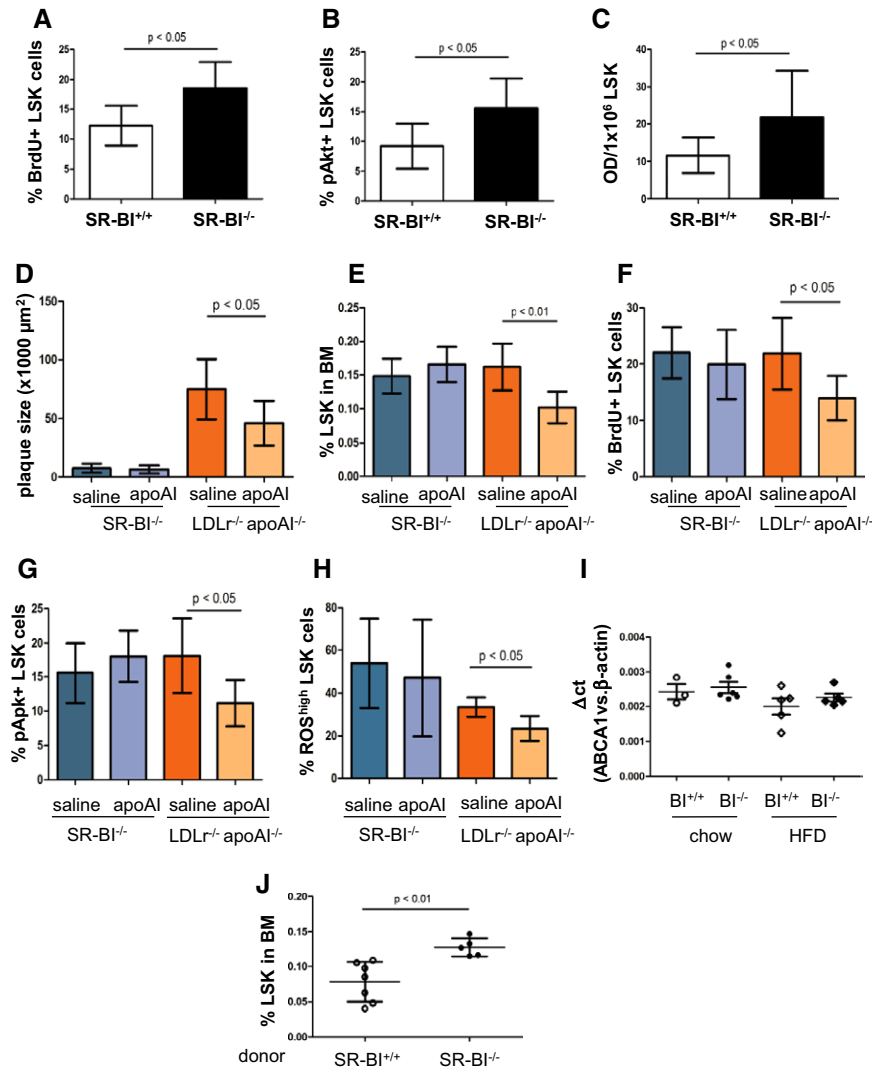 A
% BrdU+ LSK cells
25
20
15
10
5
0
p < 0.05
SR-BI+/+
SR-BI-/-
B
% pAkt+ LSK cells
25
20
15
10
5
0
p < 0.05
SR-BI+/+
SR-BI-/-
C
OD/1x10⁶ LSK
40
30
20
10
0
p < 0.05
SR-BI+/+
SR-BI-/-
D
plaque size (x1000 µm²)
150
100
50
0
p < 0.05
saline apoAI saline apoAI
SR-BI-/- LDLr-/- apoAI-/-
E
% LSK in BM
0.25
0.20
0.15
0.10
0.05
0.00
p < 0.01
saline apoAI saline apoAI
SR-BI-/- LDLr-/- apoAI-/-
F
% BrdU+ LSK cells
30
20
10
0
p < 0.05
saline apoAI saline apoAI
SR-BI-/- LDLr-/- apoAI-/-
G
% pApk+ LSK cels
25
20
15
10
5
0
p < 0.05
saline apoAI saline apoAI
SR-BI-/- LDLr-/- apoAI-/-
H
% ROShigh LSK cels
80
60
40
20
0
p < 0.05
saline apoAI saline apoAI
SR-BI-/- LDLr-/- apoAI-/-
I
Δct
(ABCA1vs.β-actin)
0.004
0.003
0.002
0.001
0.000
BI+/+ BI-/- BI+/+ BI-/-
chow HFD
J
% LSK in BM
0.20
0.15
0.10
0.05
0.00
p < 0.01
donor SR-BI+/+ SR-BI-/-